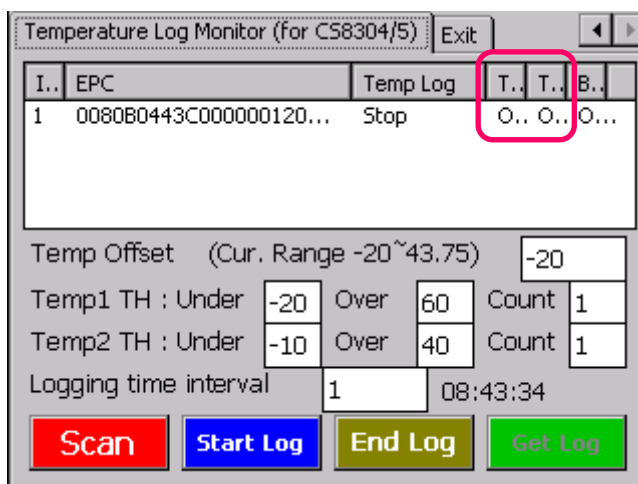 Temperature Log Monitor (for CS8304/5) Exit
I.. EPC Temp Log T.. T.. B..
1 0080B0443C000000120... Stop O.. O.. O...
Temp Offset (Cur. Range -20~43.75) -20
Temp1 TH : Under -20 Over 60 Count 1
Temp2 TH : Under -10 Over 40 Count 1
Logging time interval 1 08:43:34
Scan Start Log End Log Get Log